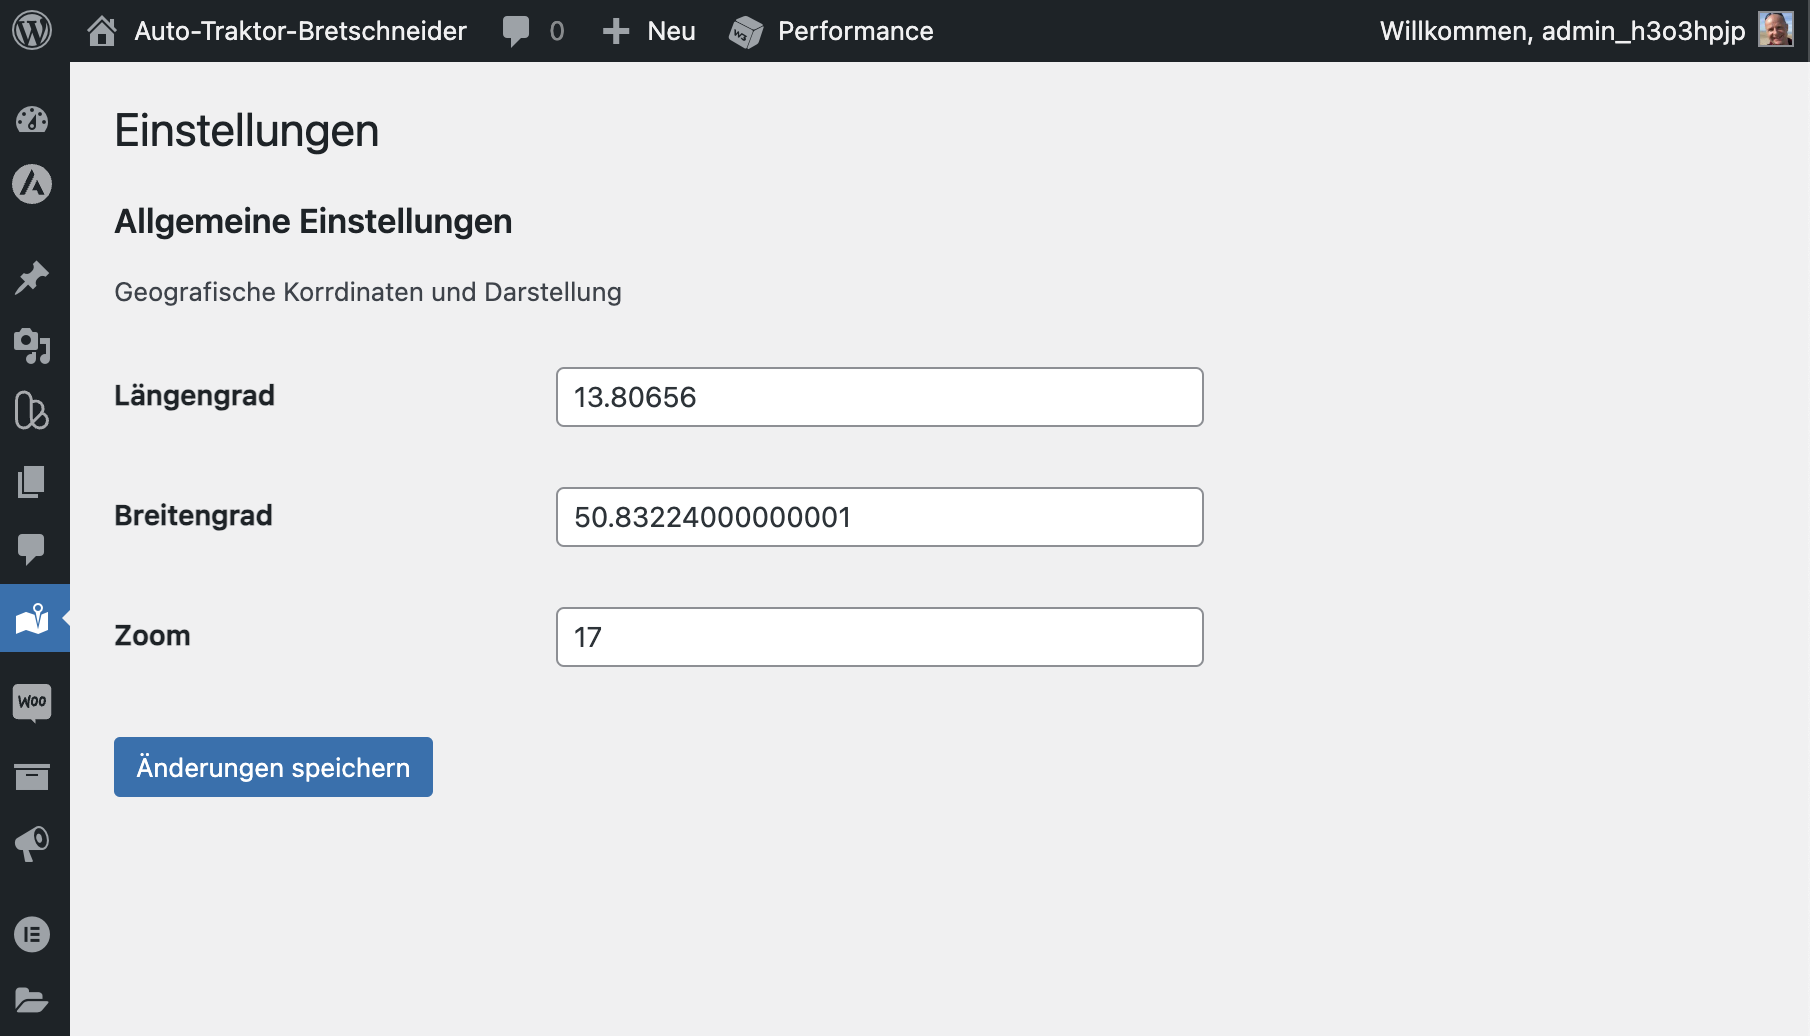 Auto-Traktor-Bretschneider 0 Neu Performance Willkommen, admin_h3o3hpjp
Einstellungen
Allgemeine Einstellungen
Geografische Korrdinaten und Darstellung
Längengrad 13.80656
Breitengrad 50.83224000000001
Zoom 17
Woo
Änderungen speichern